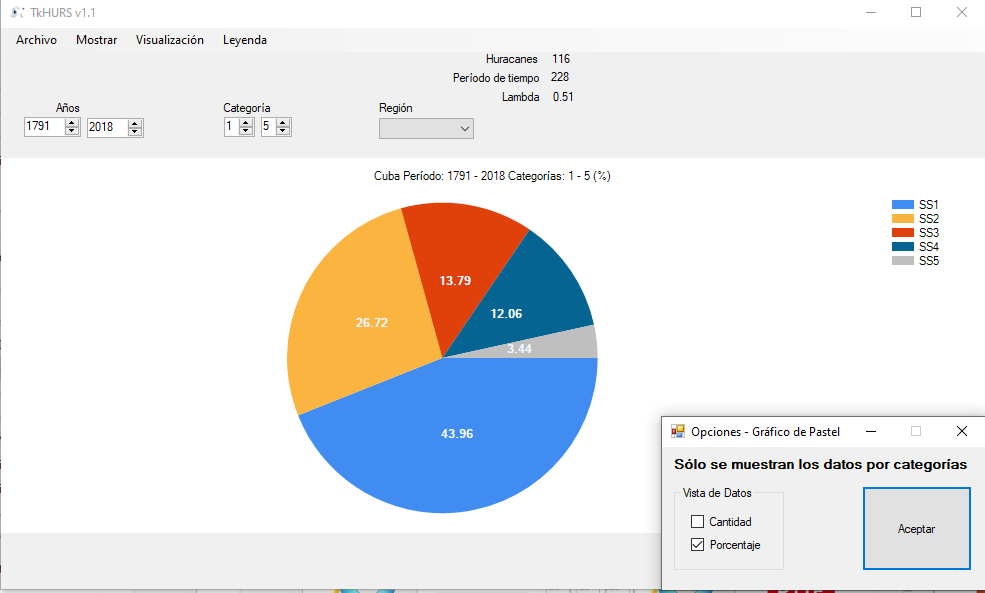 TkHURS v1.1
Archivo Mostrar Visualización Leyenda
Huracanes 116
Período de tiempo 228
Lambda 0.51
Años Categoría Región
1791 2018 1 5
Cuba Período: 1791 - 2018 Categorías: 1 - 5 (%)
SS1
SS2
SS3
SS4
SS5
13.79
12.06
26.72
3.44
43.96
Opciones - Gráfico de Pastel
Sólo se muestran los datos por categorías
Vista de Datos
Cantidad
Porcentaje
Aceptar